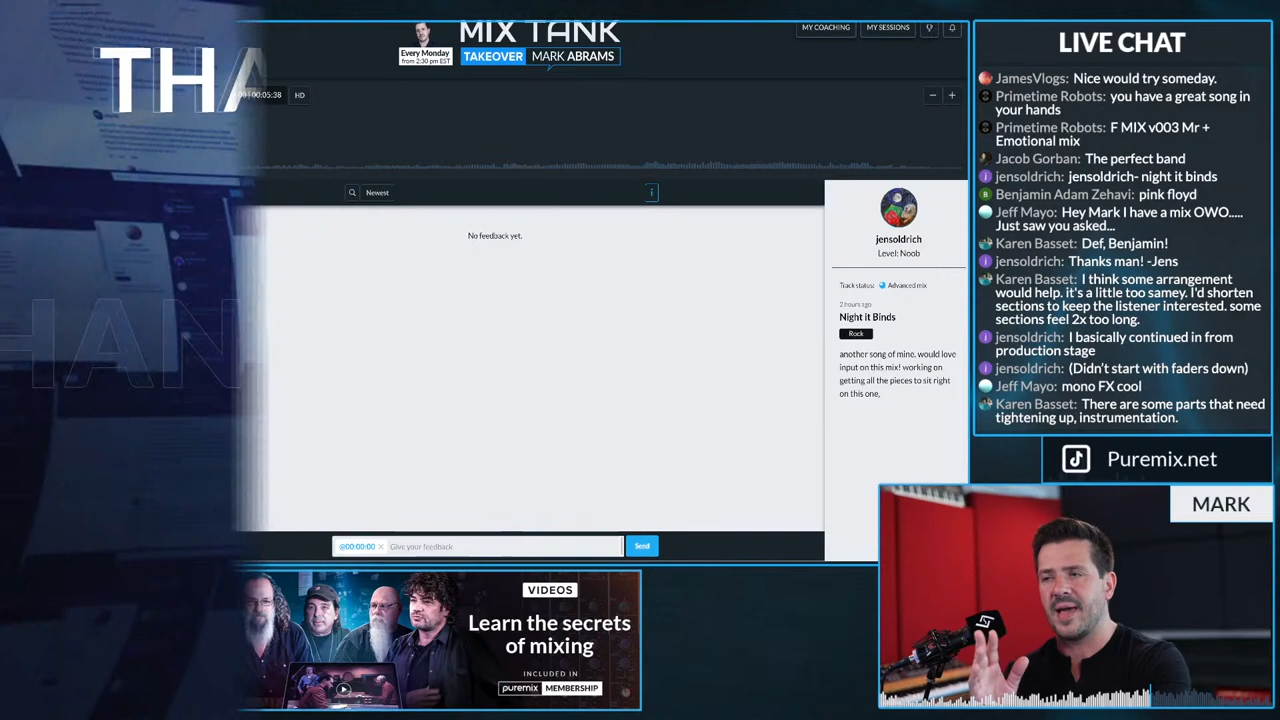 THA
HAN
Every Monday
from 2:30 pm EST
MIX TANK
TAKEOVER MARK ABRAMS
MY COACHING
MY SESSIONS
00:05:38
HD
Newest
No feedback yet.
jensoldrich
Level: Noob
Track status: Advanced mix
2 hours ago
Night it Binds
Rock
another song of mine. would love
input on this mix! working on
getting all the pieces to sit right
on this one,
@00:00:00 ×
Give your feedback
Send
VIDEOS
Learn the secrets
of mixing
INCLUDED IN
puremix MEMBERSHIP
LIVE CHAT
JamesVlogs: Nice would try someday.
Primetime Robots: you have a great song in
your hands
Primetime Robots: F MIX v003 Mr +
Emotional mix
Jacob Gorban: The perfect band
jensoldrich: jensoldrich- night it binds
Benjamin Adam Zehavi: pink floyd
Jeff Mayo: Hey Mark I have a mix OWO.....
Just saw you asked...
Karen Basset: Def, Benjamin!
jensoldrich: Thanks man! -Jens
Karen Basset: I think some arrangement
would help. it's a little too samey. I'd shorten
sections to keep the listener interested. some
sections feel 2x too long.
jensoldrich: I basically continued in from
production stage
jensoldrich: (Didn't start with faders down)
Jeff Mayo: mono FX cool
Karen Basset: There are some parts that need
tightening up, instrumentation.
Puremix.net
MARK